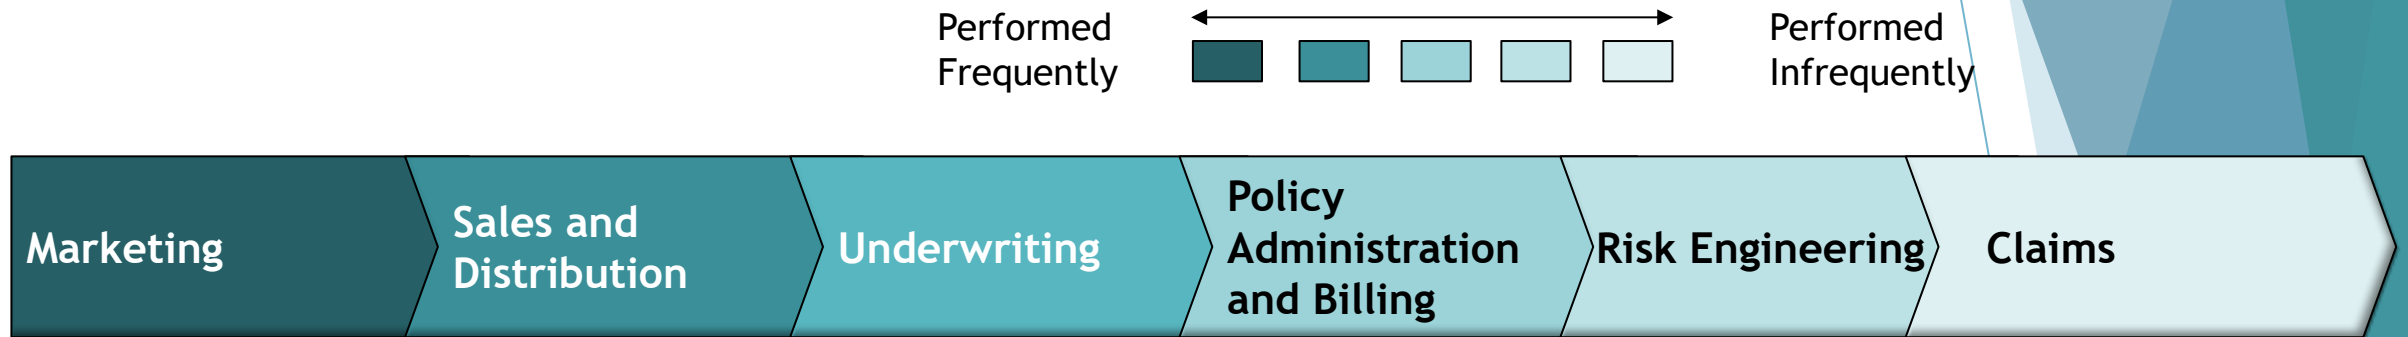 Performed
Frequently
Performed
Infrequently
Marketing
Sales and
Distribution
Underwriting
Policy
Administration
and Billing
Risk Engineering
Claims